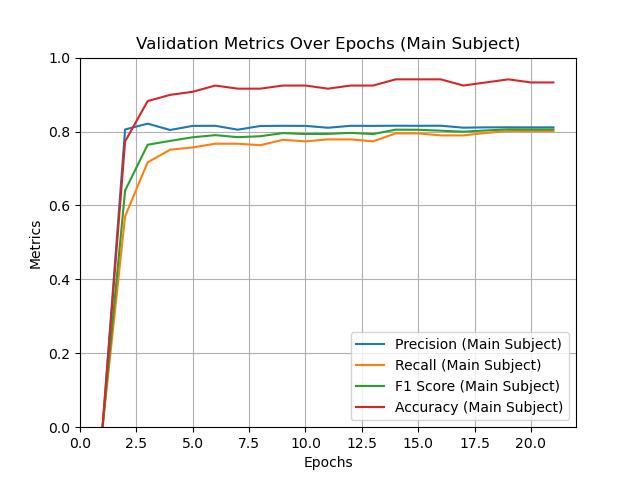 Validation Metrics Over Epochs (Main Subject)
1.0
0.8
0.6
0.4
0.2
0.0
Metrics
0.0 2.5 5.0 7.5 10.0 12.5 15.0 17.5 20.0
Epochs
Precision (Main Subject)
Recall (Main Subject)
F1 Score (Main Subject)
Accuracy (Main Subject)